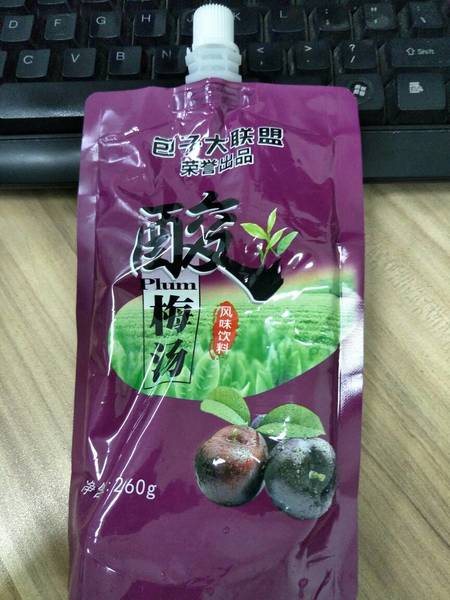 包子大联盟
荣誉出品
酸
Plum
梅汤
风味饮料
净含: 260g
D F G H J K L
C V B N M
Shift